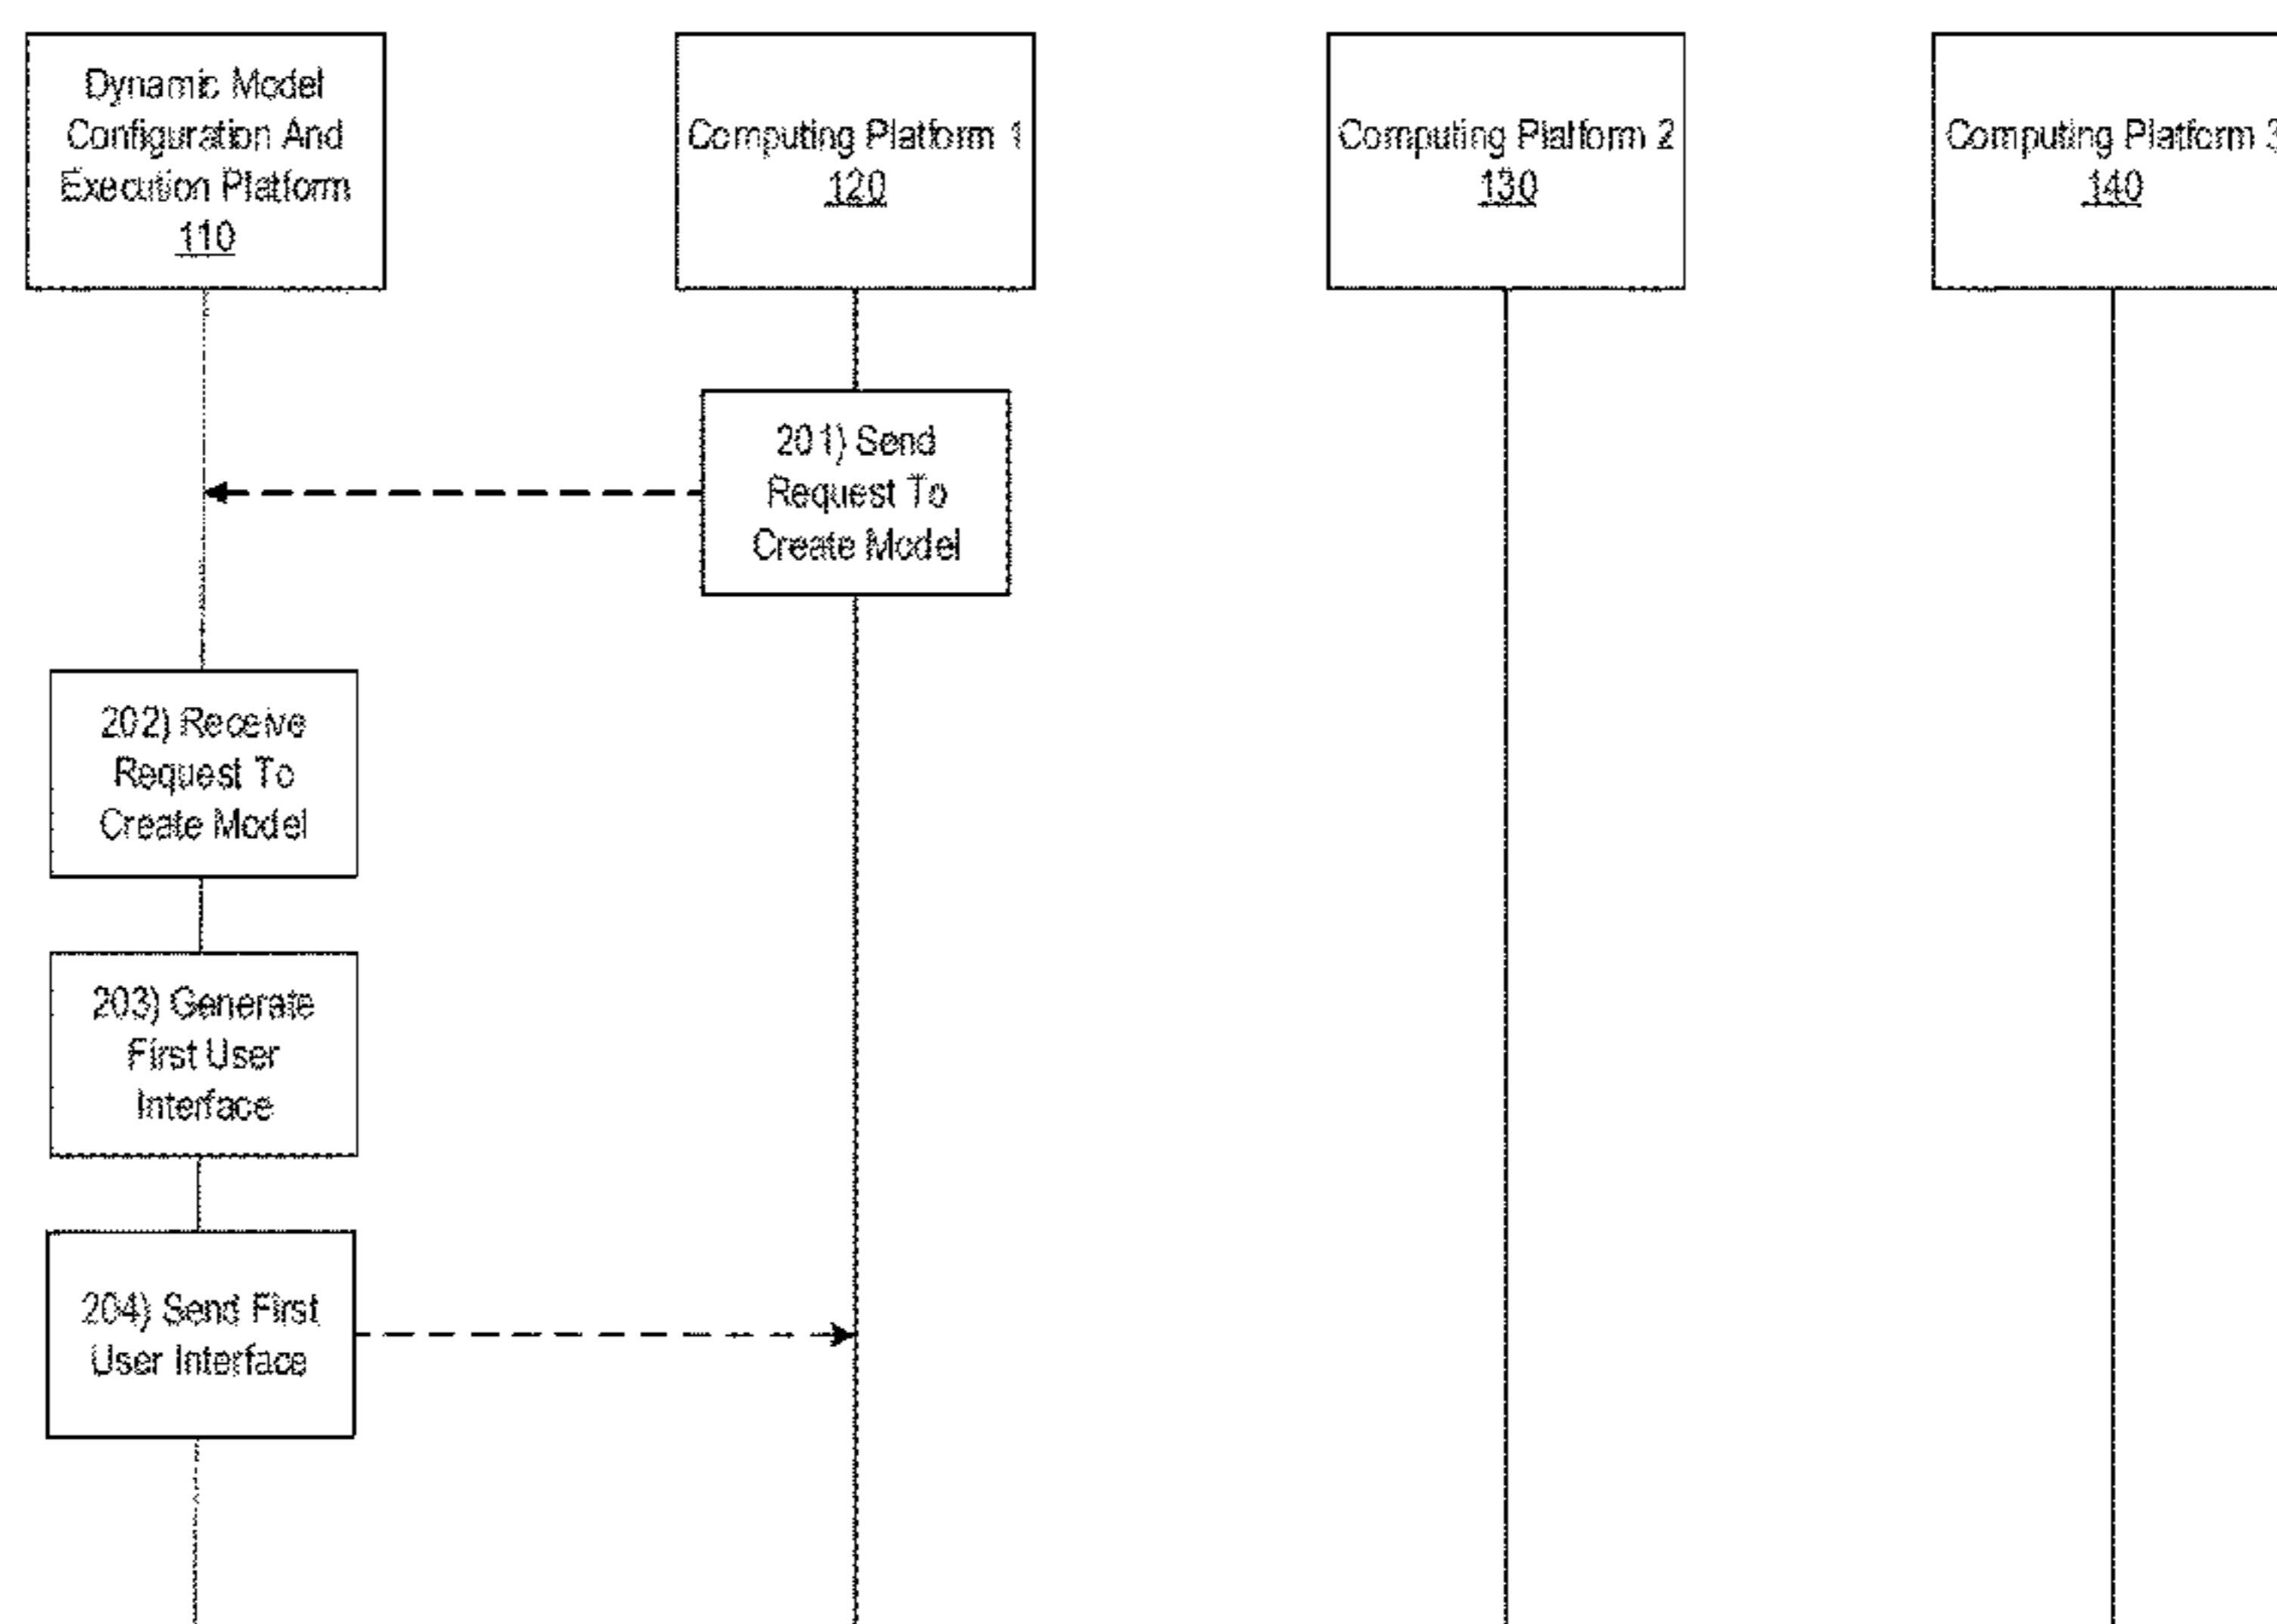 Dynamic Model
Configuration And
Execution Platform
110
Computing Platform 1
120
Computing Platform 2
130
Computing Platform 3
140
201) Send
Request To
Create Model
202) Receive
Request To
Create Model
203) Generate
First User
Interface
204) Send First
User Interface